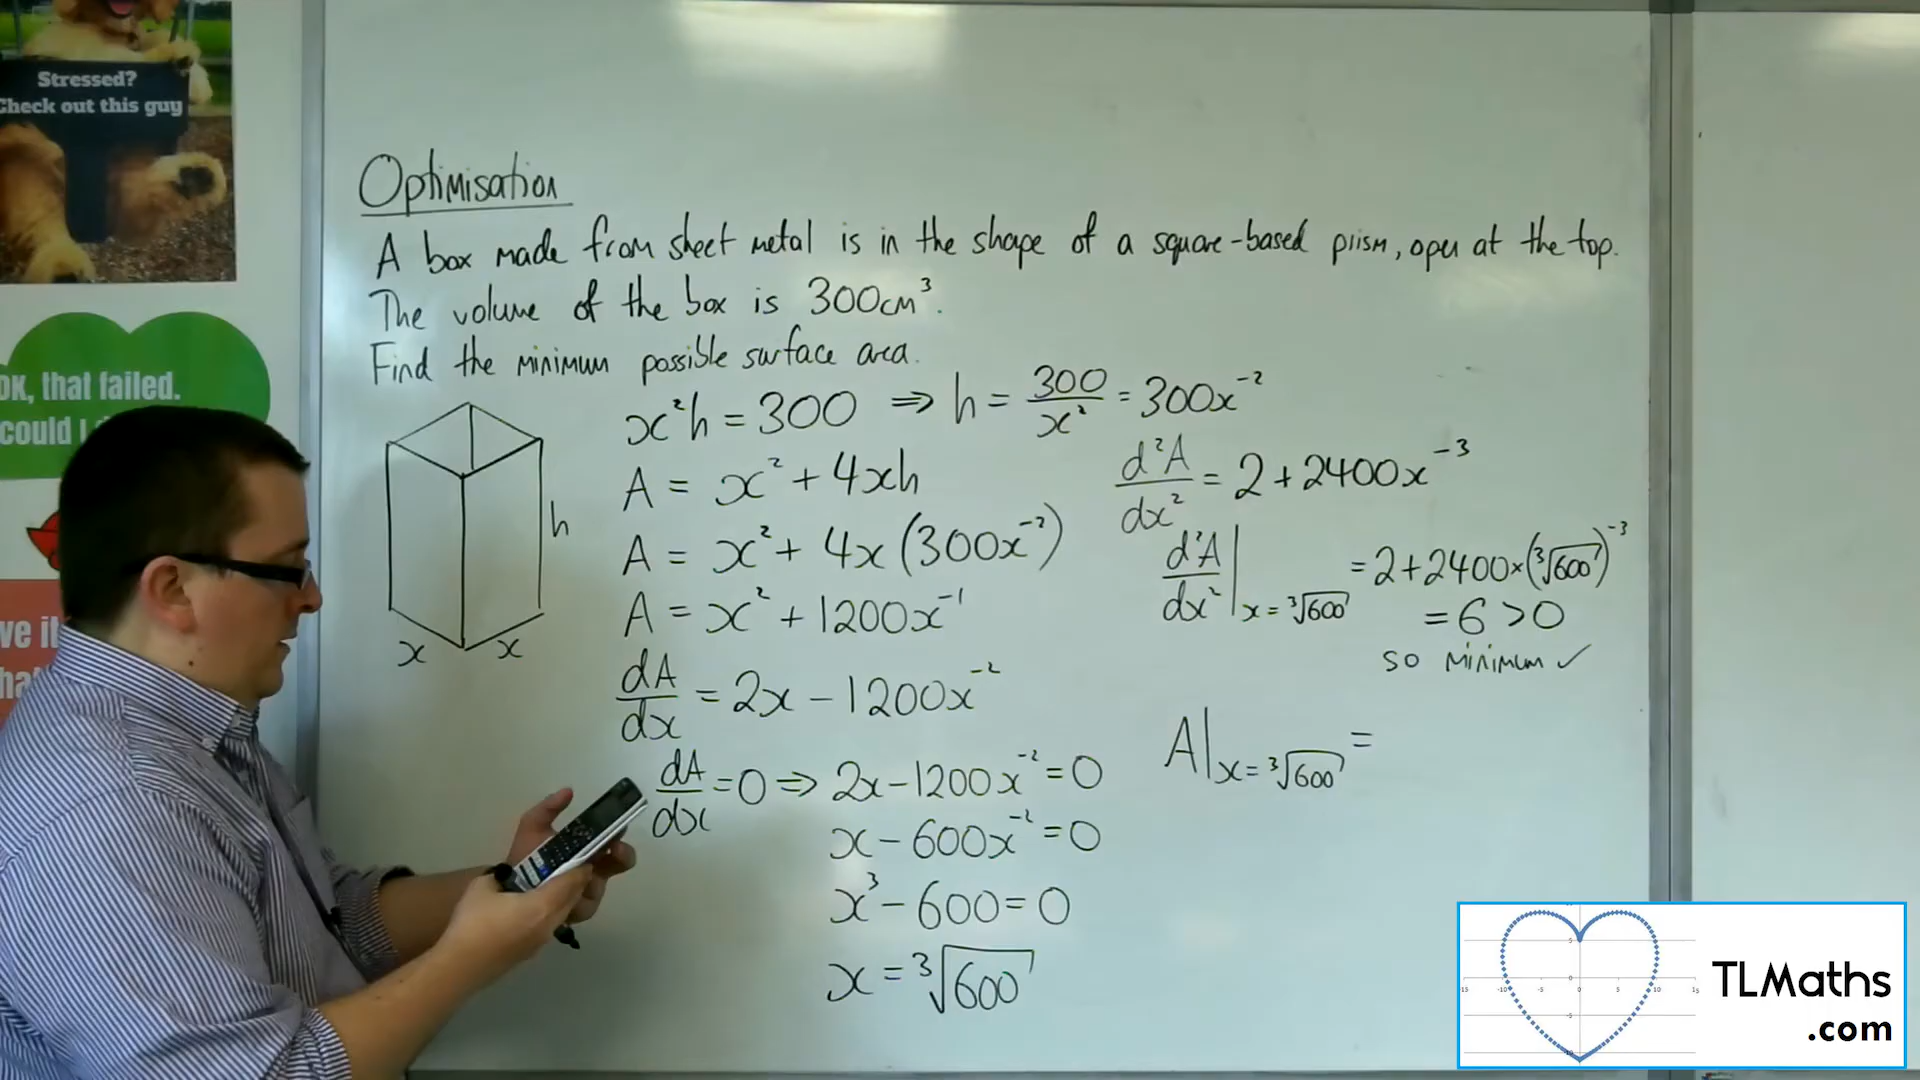 Stressed?
Check out this guy
OK, that failed.
could I
Optimisation
A box made from sheet metal is in the shape of a square-based prism, open at the top.
The volume of the box is 300cm³.
Find the minimum possible surface area.
x²h = 300 ⇒ h = 300/x² = 300x⁻²
A = x² + 4xh
A = x² + 4x(300x⁻²)
A = x² + 1200x⁻¹
dA/dx = 2x − 1200x⁻²
dA/dx = 0 ⇒ 2x − 1200x⁻² = 0
x − 600x⁻² = 0
x³ − 600 = 0
x = ³√600
h
x x
d²A/dx² = 2 + 2400x⁻³
d²A/dx² | x = ³√600 = 2 + 2400 × (³√600)⁻³
= 6 > 0
so minimum ✓
A| x = ³√600 =
TLMaths
.com